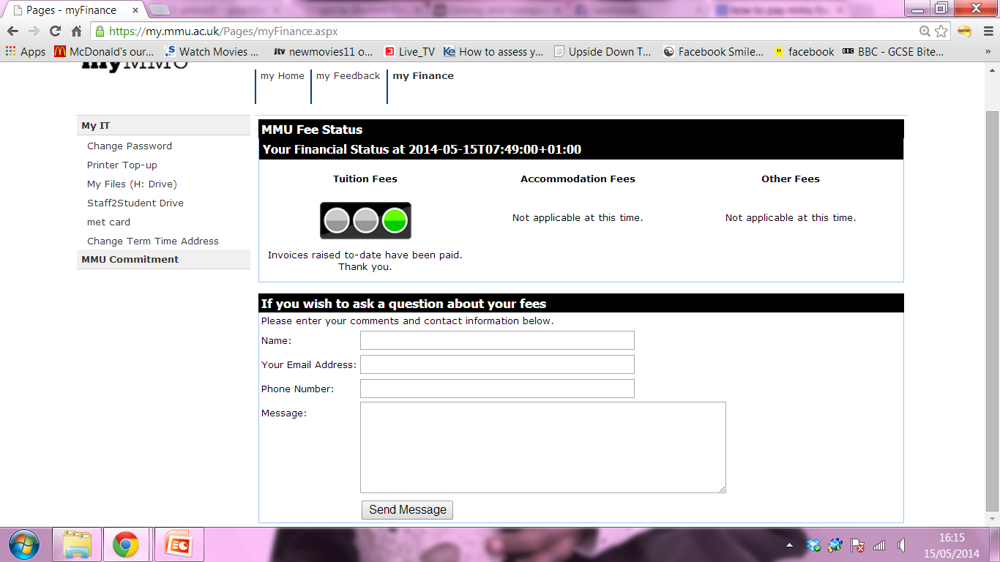 Pages - myFinance
https://my.mmu.ac.uk/Pages/myFinance.aspx
Apps McDonald's our... Watch Movies ... newmovies11 o... Live_TV How to assess y... Upside Down T... Facebook Smile... facebook BBC - GCSE Bite... »
myMMU
my Home my Feedback my Finance
My IT
Change Password
Printer Top-up
My Files (H: Drive)
Staff2Student Drive
met card
Change Term Time Address
MMU Commitment
MMU Fee Status
Your Financial Status at 2014-05-15T07:49:00+01:00
Tuition Fees Accommodation Fees Other Fees
Not applicable at this time. Not applicable at this time.
Invoices raised to-date have been paid.
Thank you.
If you wish to ask a question about your fees
Please enter your comments and contact information below.
Name:
Your Email Address:
Phone Number:
Message:
Send Message
16:15
15/05/2014